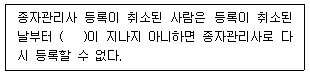 종자관리사 등록이 취소된 사람은 등록이 취소된
날부터 (   )이 지나지 아니하면 종자관리사로 다
시 등록할 수 없다.